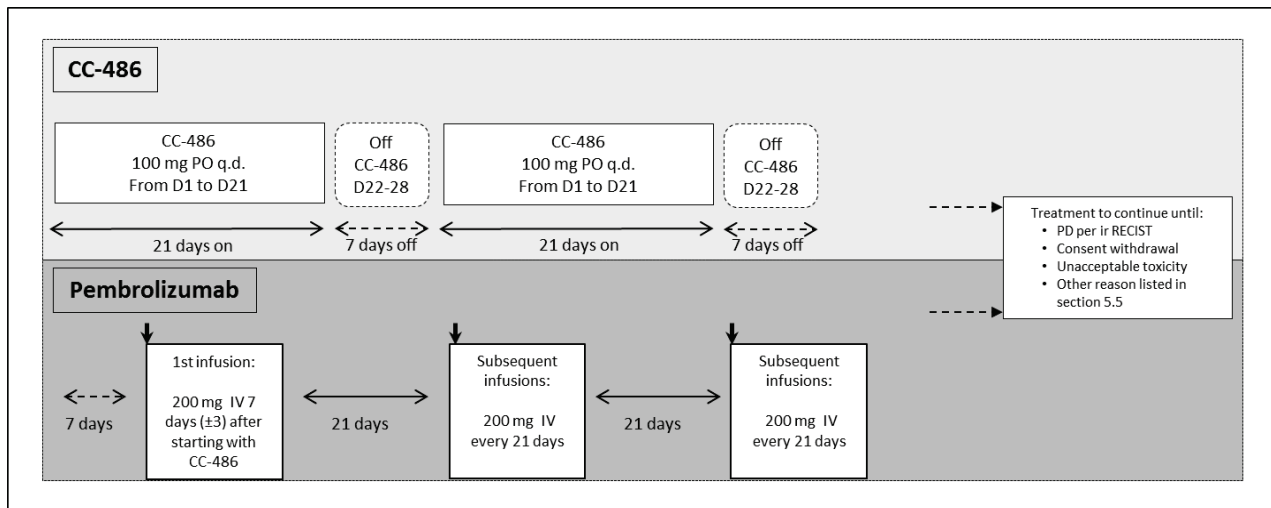 CC-486
CC-486
100 mg PO q.d.
From D1 to D21
Off
CC-486
D22-28
CC-486
100 mg PO q.d.
From D1 to D21
Off
CC-486
D22-28
21 days on
7 days off
21 days on
7 days off
Treatment to continue until:
• PD per ir RECIST
• Consent withdrawal
• Unacceptable toxicity
• Other reason listed in
section 5.5
Pembrolizumab
7 days
1st infusion:
200 mg IV 7
days (±3) after
starting with
CC-486
21 days
Subsequent
infusions:
200 mg IV
every 21 days
21 days
Subsequent
infusions:
200 mg IV
every 21 days